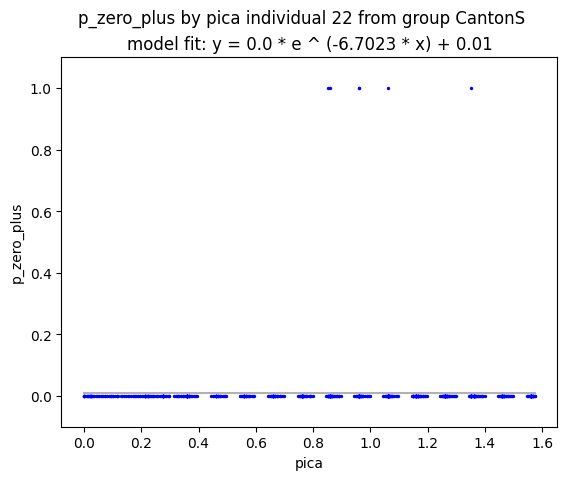 p_zero_plus by pica individual 22 from group CantonS
model fit: y = 0.0 * e ^ (-6.7023 * x) + 0.01
1.0
0.8
0.6
0.4
0.2
0.0
p_zero_plus
0.0 0.2 0.4 0.6 0.8 1.0 1.2 1.4 1.6
pica